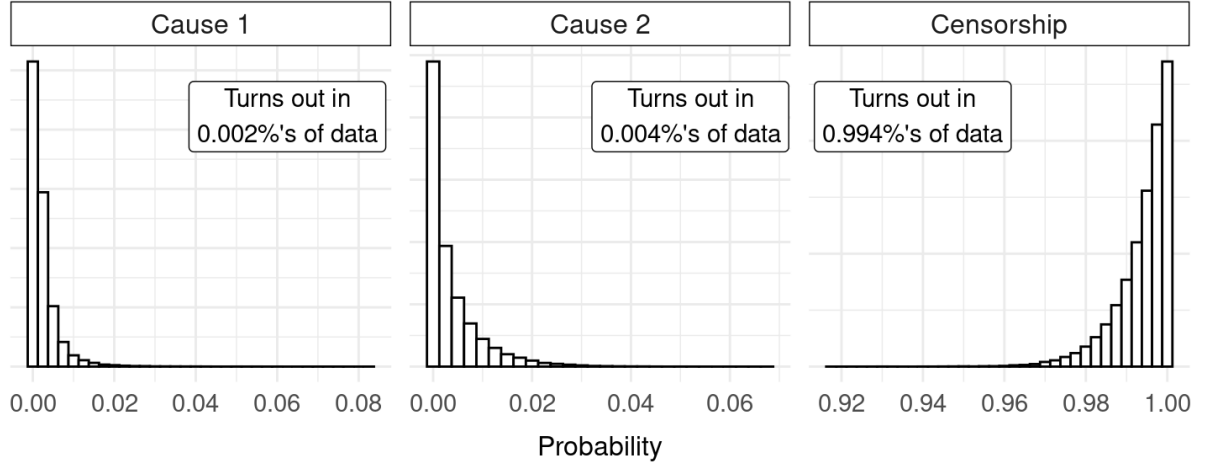 Cause 1
Cause 2
Censorship
Turns out in
0.002%'s of data
Turns out in
0.004%'s of data
Turns out in
0.994%'s of data
0.00 0.02 0.04 0.06 0.08
0.00 0.02 0.04 0.06
0.92 0.94 0.96 0.98 1.00
Probability